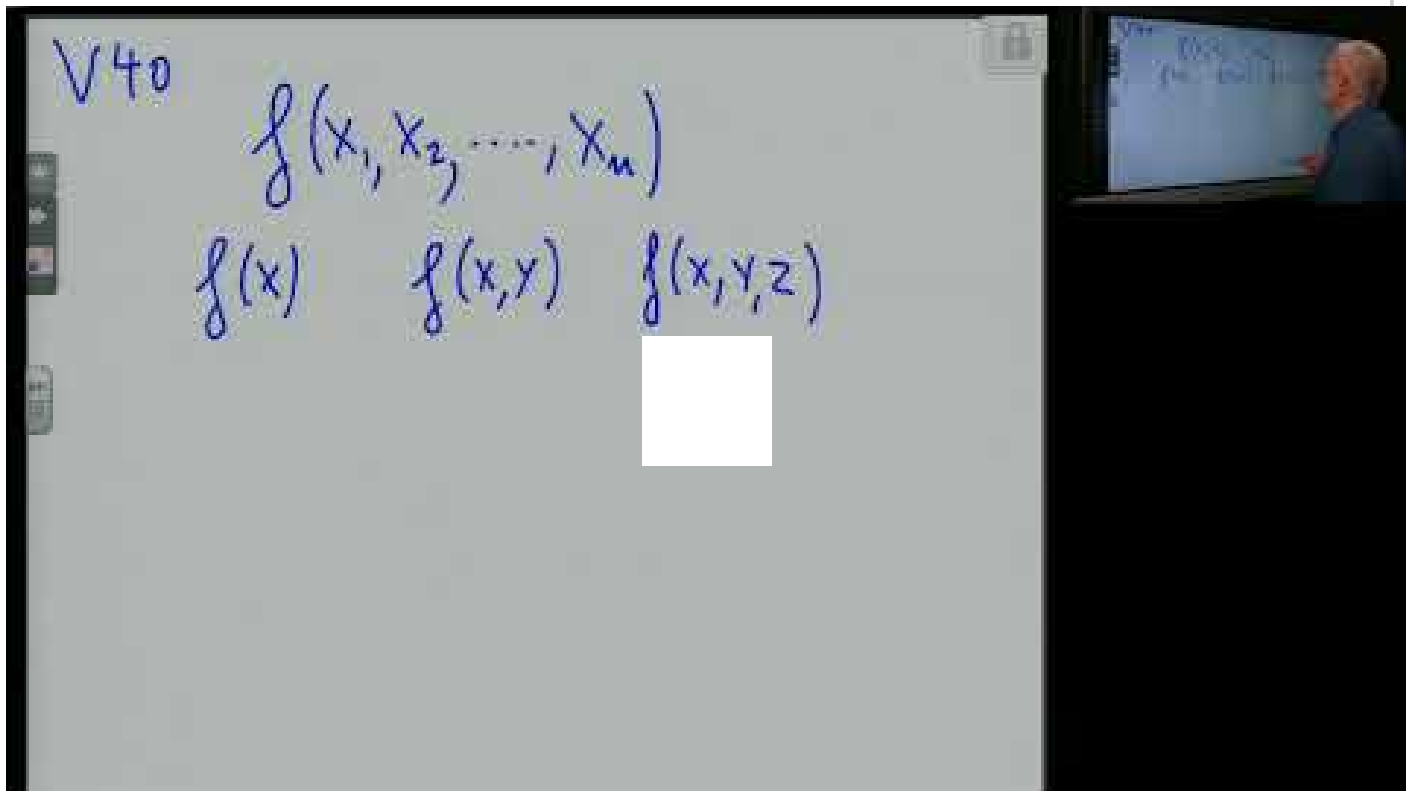 V40
f(x₁, x₂, ....., xₙ)
f(x) f(x,y) f(x,y,z)